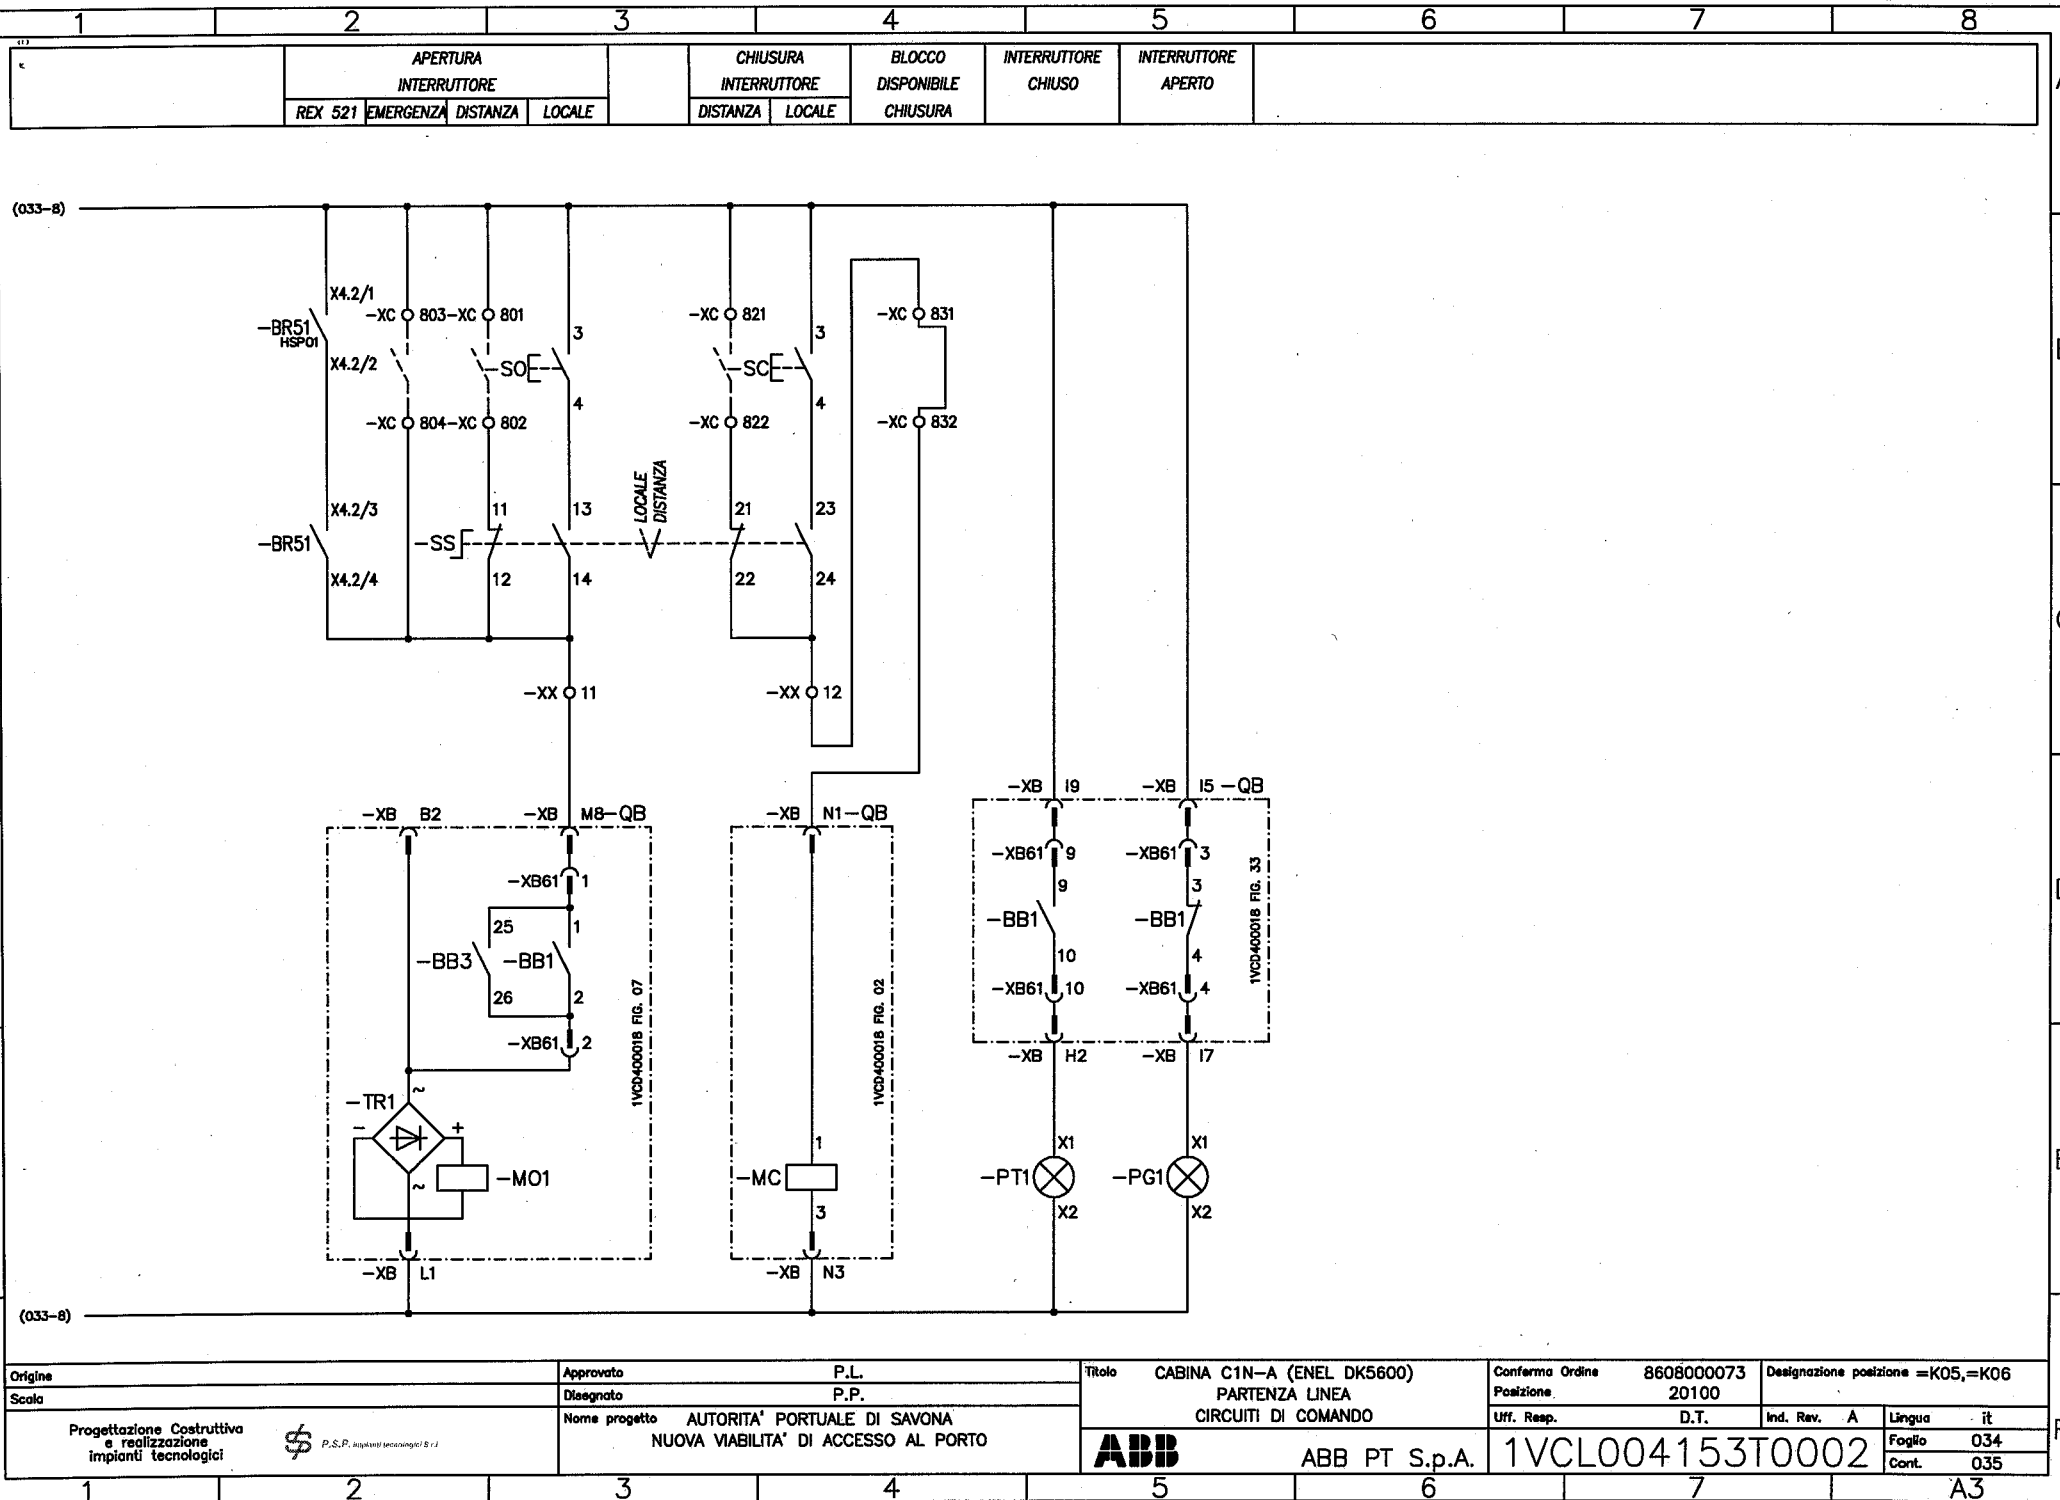 1 2 3 4 5 6 7 8
APERTURA
INTERRUTTORE
REX 521 EMERGENZA DISTANZA LOCALE
CHIUSURA
INTERRUTTORE
DISTANZA LOCALE
BLOCCO
DISPONIBILE
CHIUSURA
INTERRUTTORE
CHIUSO
INTERRUTTORE
APERTO
A
(033-8)
X4.2/1
-BR51
HSPO1
X4.2/2
-XC 803 -XC 801
3
-SO
4
-XC 804 -XC 802
-XC 821
3
-SC
4
-XC 822
-XC 831
-XC 832
X4.2/3
-BR51
X4.2/4
11 13
-SS
12 14
LOCALE
DISTANZA
21 23
22 24
-XX 11
-XX 12
-XB B2
-XB M8 -QB
-XB61 1
25 1
-BB3 -BB1
26 2
-XB61 2
1VCD400018 FIG. 07
-TR1
~
- +
~
-MO1
-XB L1
-XB N1 -QB
1VCD400018 FIG. 02
1
-MC
3
-XB N3
-XB I9
-XB I5 -QB
-XB61 9
-XB61 3
9 3
-BB1 -BB1
10 4
-XB61 10
-XB61 4
1VCD400018 FIG. 33
-XB H2
-XB I7
X1 X1
-PT1 -PG1
X2 X2
(033-8)
Origine
Scala
Progettazione Costruttiva
e realizzazione
impianti tecnologici
P.S.P. impianti tecnologici S.r.l
Approvato P.L.
Disegnato P.P.
Nome progetto AUTORITA' PORTUALE DI SAVONA
NUOVA VIABILITA' DI ACCESSO AL PORTO
Titolo CABINA C1N-A (ENEL DK5600)
PARTENZA LINEA
CIRCUITI DI COMANDO
ABB ABB PT S.p.A.
Conferma Ordine 8608000073
Posizione 20100
Designazione posizione =K05,=K06
Uff. Resp. D.T.
Ind. Rev. A
Lingua it
1VCL004153T0002
Foglio 034
Cont. 035
1 2 3 4 5 6 7 A3